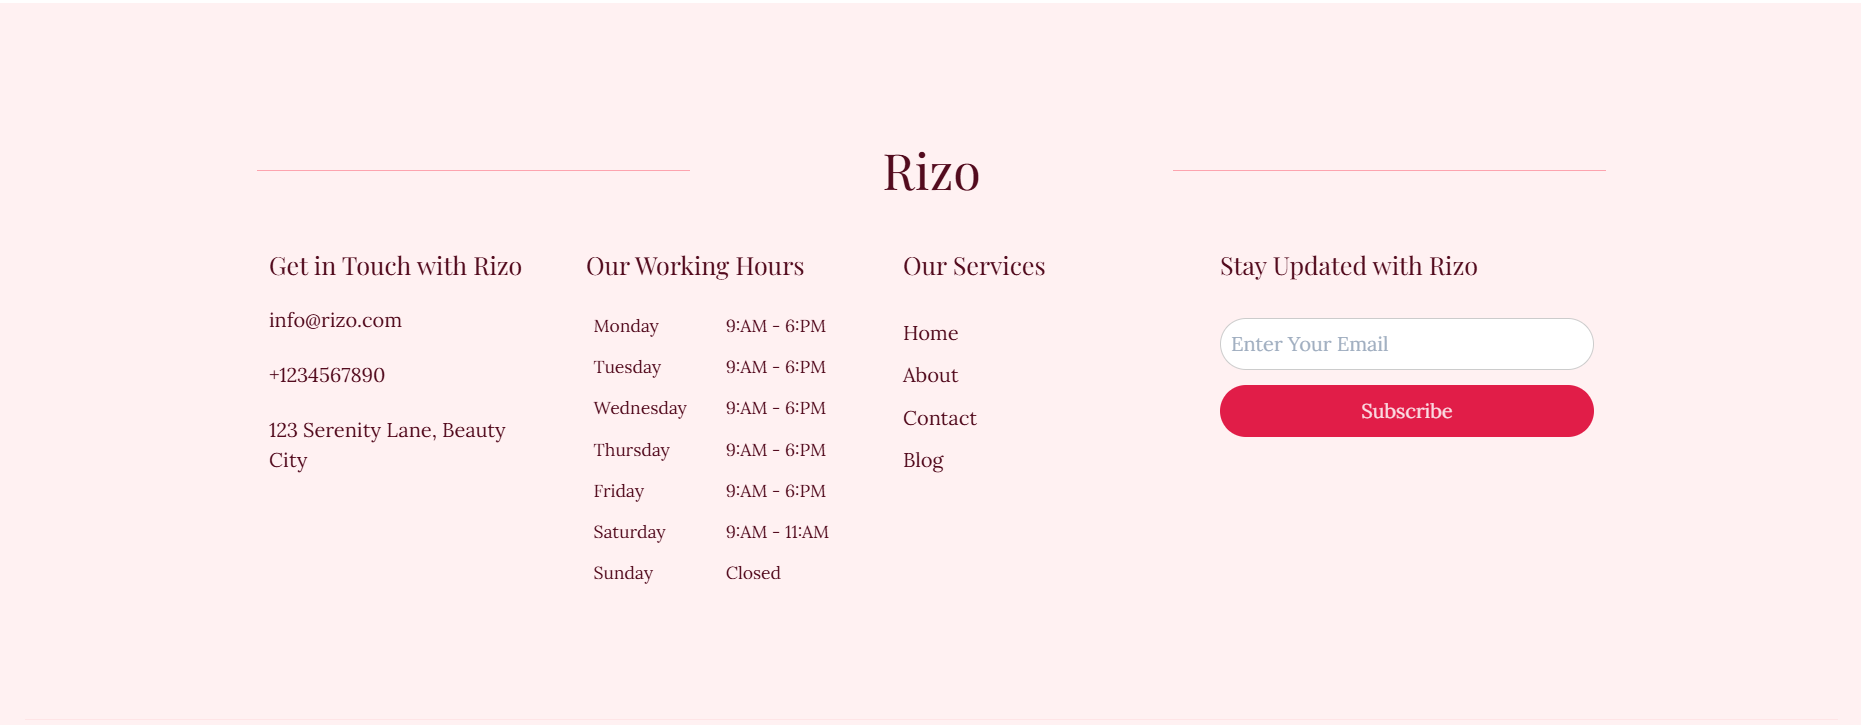 Rizo
Get in Touch with Rizo
info@rizo.com
+1234567890
123 Serenity Lane, Beauty
City
Our Working Hours
Monday 9:AM - 6:PM
Tuesday 9:AM - 6:PM
Wednesday 9:AM - 6:PM
Thursday 9:AM - 6:PM
Friday 9:AM - 6:PM
Saturday 9:AM - 11:AM
Sunday Closed
Our Services
Home
About
Contact
Blog
Stay Updated with Rizo
Enter Your Email
Subscribe